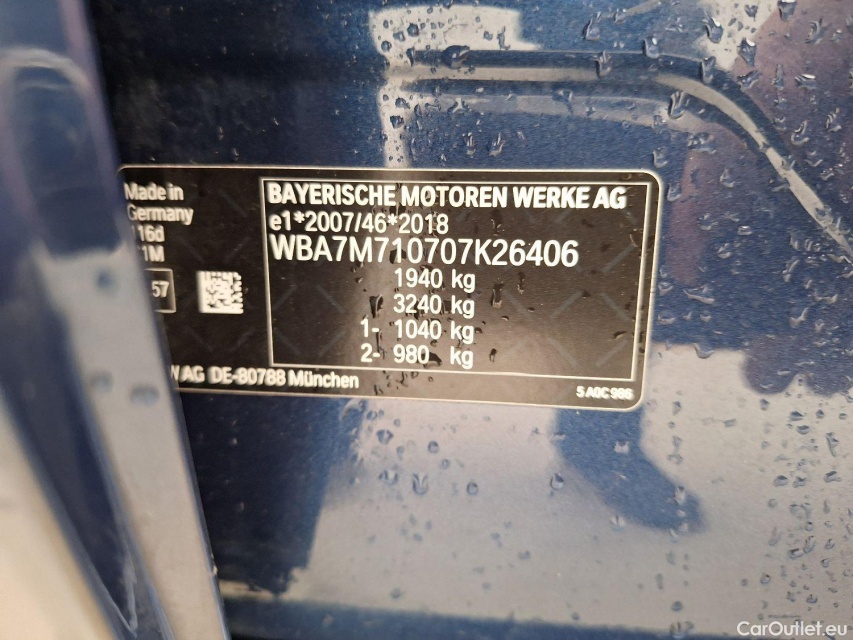 Made in
Germany
116d
1M
57
BAYERISCHE MOTOREN WERKE AG
e1*2007/46*2018
WBA7M710707K26406
1940 kg
3240 kg
1- 1040 kg
2- 980 kg
AG DE-80788 München
5 A0C 986
CarOutlet.eu